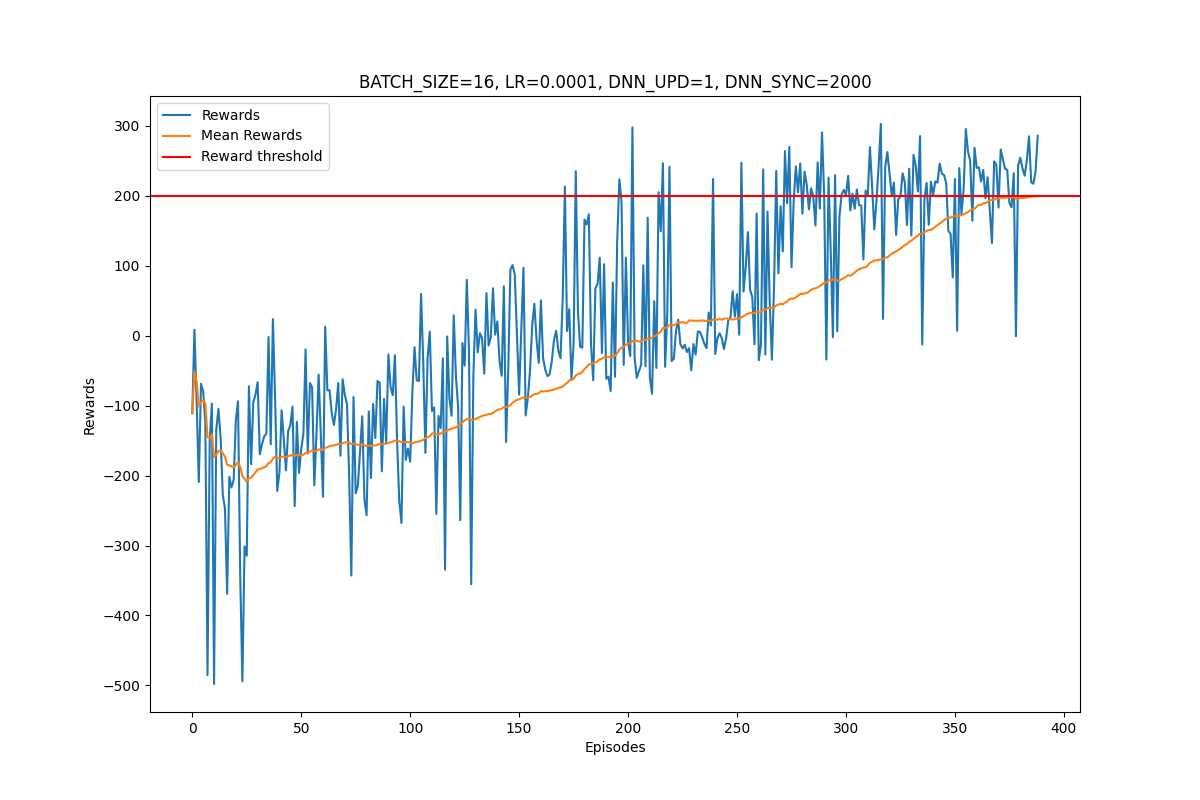 BATCH_SIZE=16, LR=0.0001, DNN_UPD=1, DNN_SYNC=2000
Rewards
Mean Rewards
Reward threshold
300
200
100
0
−100
−200
−300
−400
−500
Rewards
0 50 100 150 200 250 300 350 400
Episodes